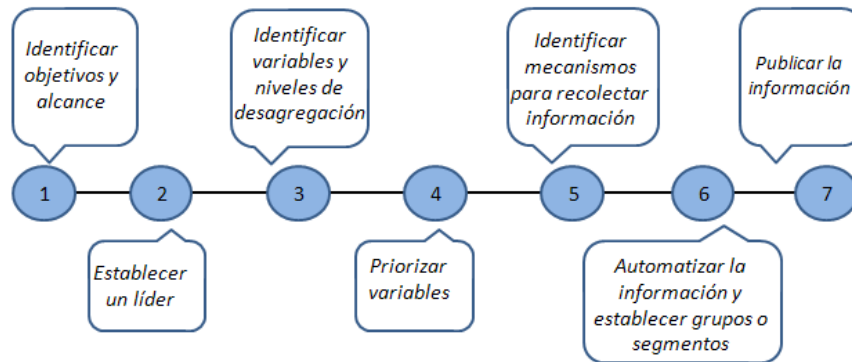 Identificar
objetivos y
alcance
Identificar
variables y
niveles de
desagregación
Identificar
mecanismos
para recolectar
información
Publicar la
información
1
2
3
4
5
6
7
Establecer
un líder
Priorizar
variables
Automatizar la
información y
establecer grupos o
segmentos